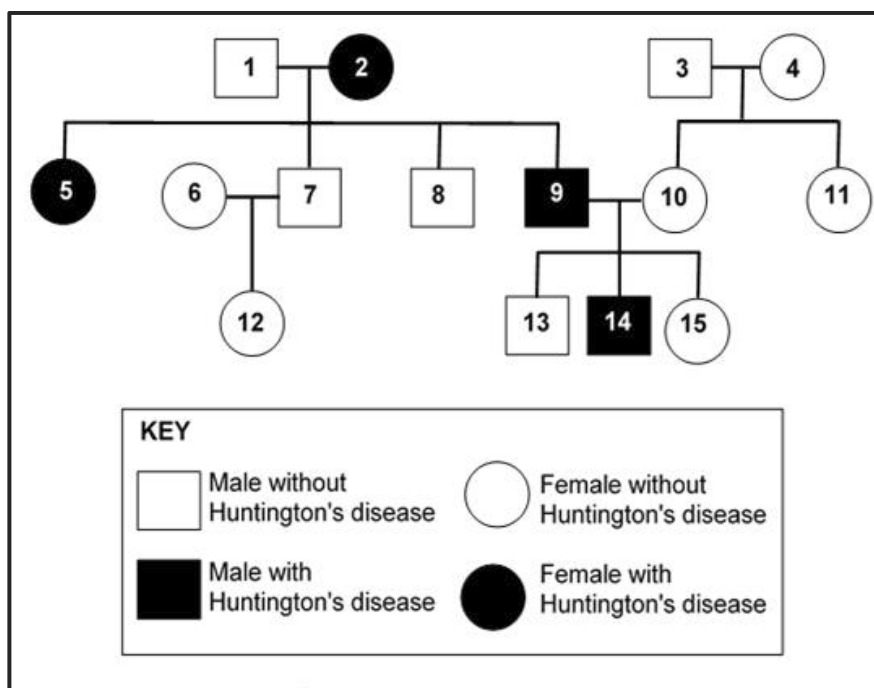 1
2
3
4
5
6
7
8
9
10
11
12
13
14
15
KEY
Male without
Huntington's disease
Female without
Huntington's disease
Male with
Huntington's disease
Female with
Huntington's disease